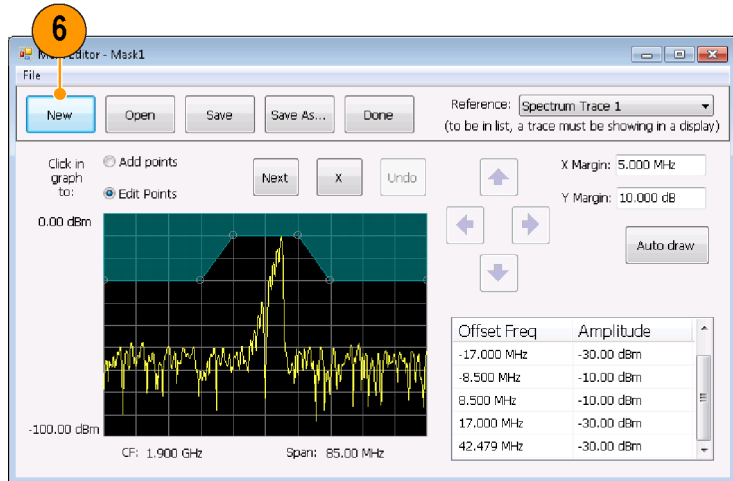 6
Editor - Mask1
File
New Open Save Save As... Done
Reference: Spectrum Trace 1
(to be in list, a trace must be showing in a display)
Click in graph to:
Add points
Edit Points
Next X Undo
X Margin: 5.000 MHz
Y Margin: 10.000 dB
Auto draw
0.00 dBm
-100.00 dBm
CF: 1.900 GHz Span: 85.00 MHz
Offset Freq Amplitude
-17.000 MHz -30.00 dBm
-8.500 MHz -10.00 dBm
8.500 MHz -10.00 dBm
17.000 MHz -30.00 dBm
42.479 MHz -30.00 dBm